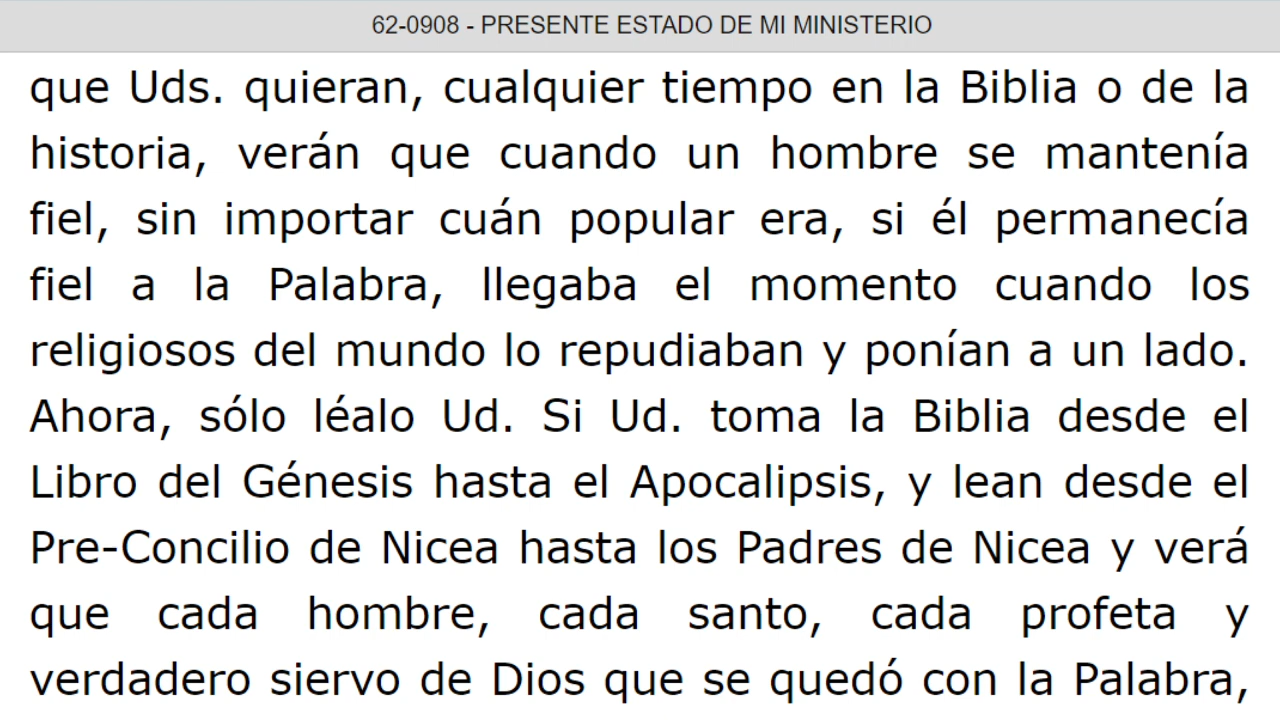 62-0908 - PRESENTE ESTADO DE MI MINISTERIO
que Uds. quieran, cualquier tiempo en la Biblia o de la
historia, verán que cuando un hombre se mantenía
fiel, sin importar cuán popular era, si él permanecía
fiel a la Palabra, llegaba el momento cuando los
religiosos del mundo lo repudiaban y ponían a un lado.
Ahora, sólo léalo Ud. Si Ud. toma la Biblia desde el
Libro del Génesis hasta el Apocalipsis, y lean desde el
Pre-Concilio de Nicea hasta los Padres de Nicea y verá
que cada hombre, cada santo, cada profeta y
verdadero siervo de Dios que se quedó con la Palabra,